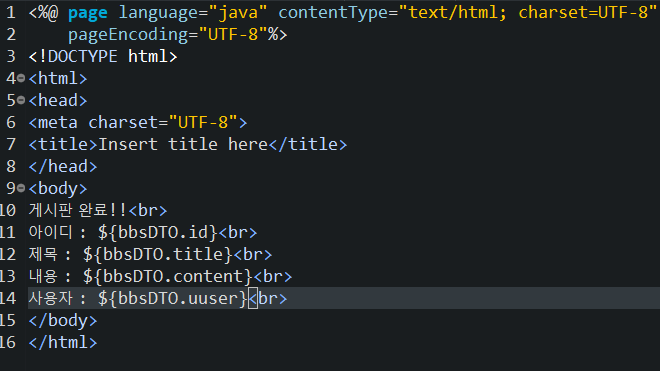 1 <%@ page language="java" contentType="text/html; charset=UTF-8"
2     pageEncoding="UTF-8"%>
3 <!DOCTYPE html>
4 <html>
5 <head>
6 <meta charset="UTF-8">
7 <title>Insert title here</title>
8 </head>
9 <body>
10 게시판 완료!!<br>
11 아이디 : ${bbsDTO.id}<br>
12 제목 : ${bbsDTO.title}<br>
13 내용 : ${bbsDTO.content}<br>
14 사용자 : ${bbsDTO.uuser}<br>
15 </body>
16 </html>